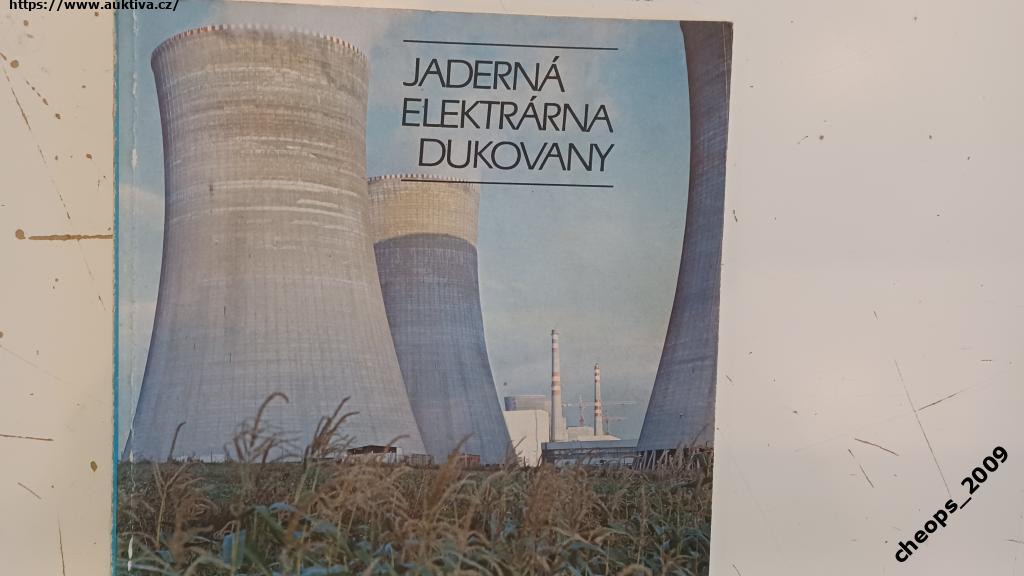 https://www.auktiva.cz/
JADERNÁ
ELEKTRÁRNA
DUKOVANY
cheops_2009